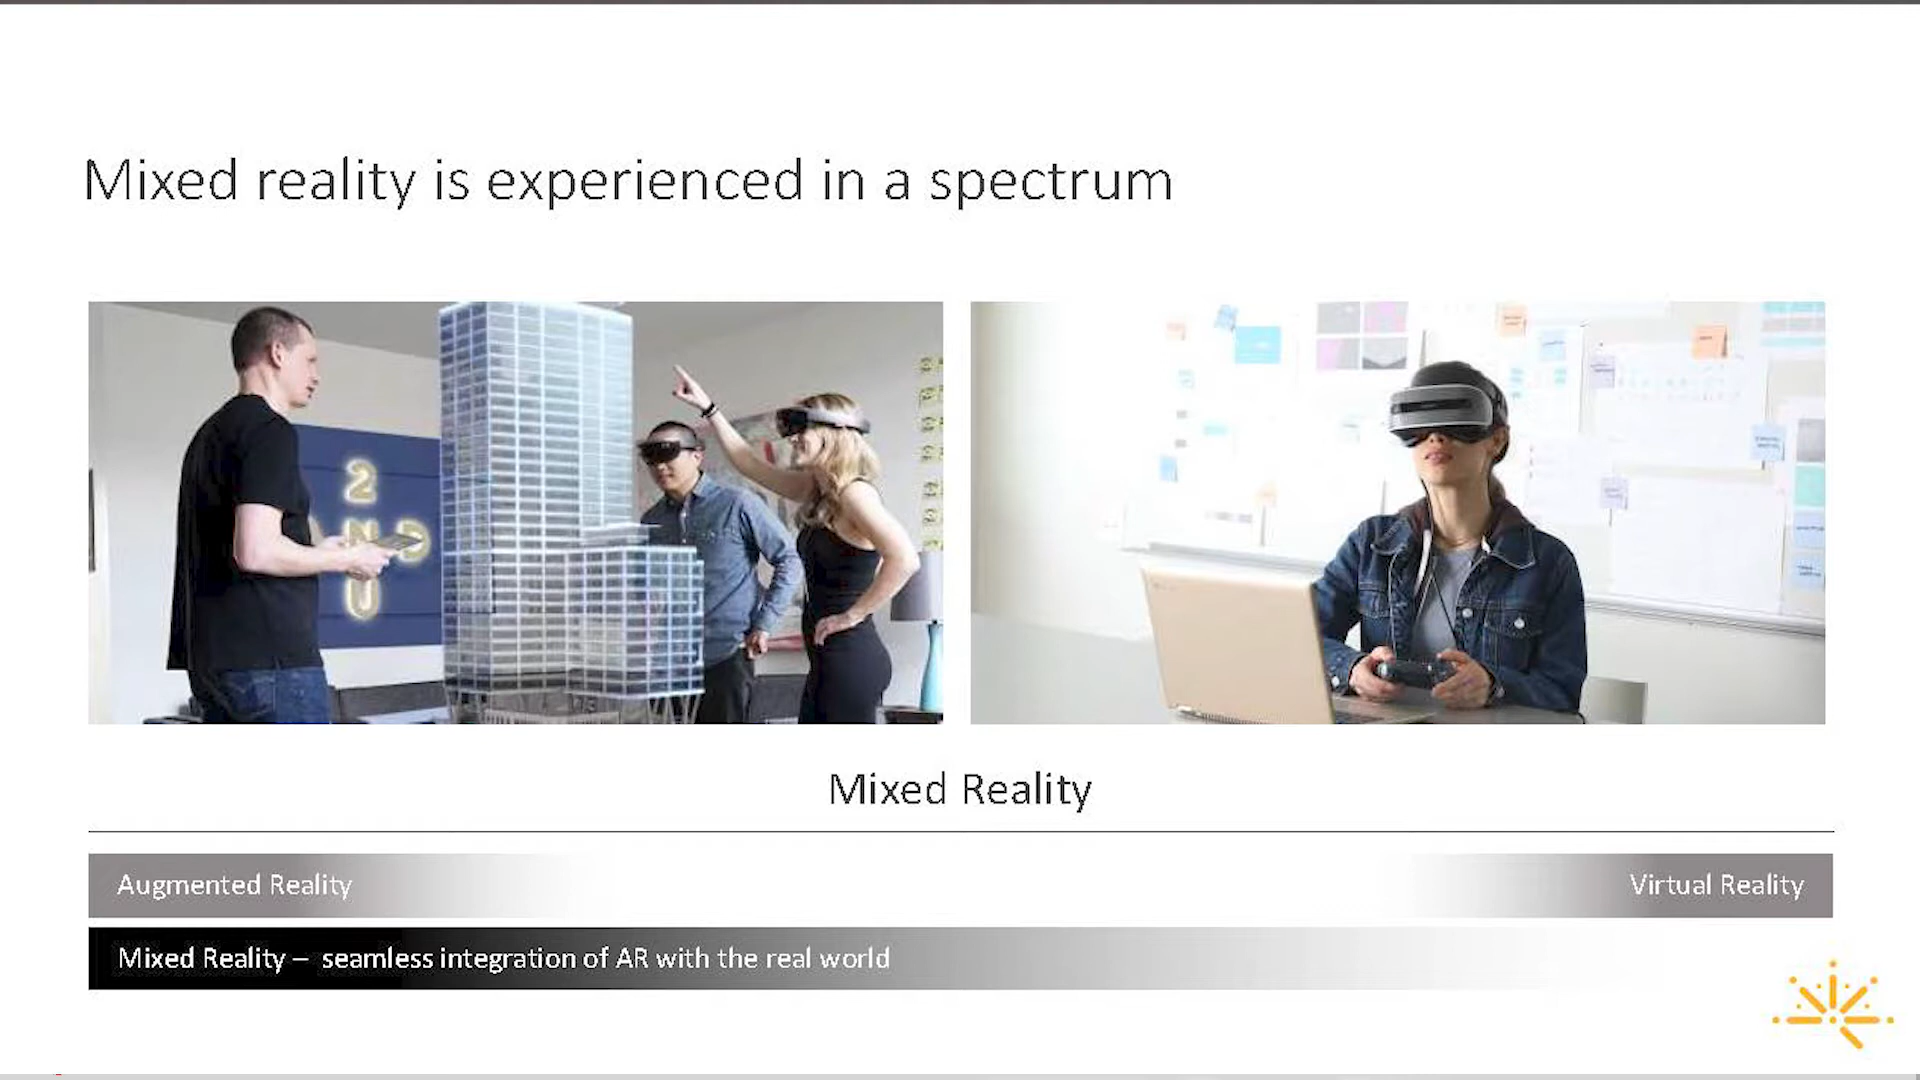 Mixed reality is experienced in a spectrum
2
N
U
Mixed Reality
Augmented Reality
Virtual Reality
Mixed Reality – seamless integration of AR with the real world